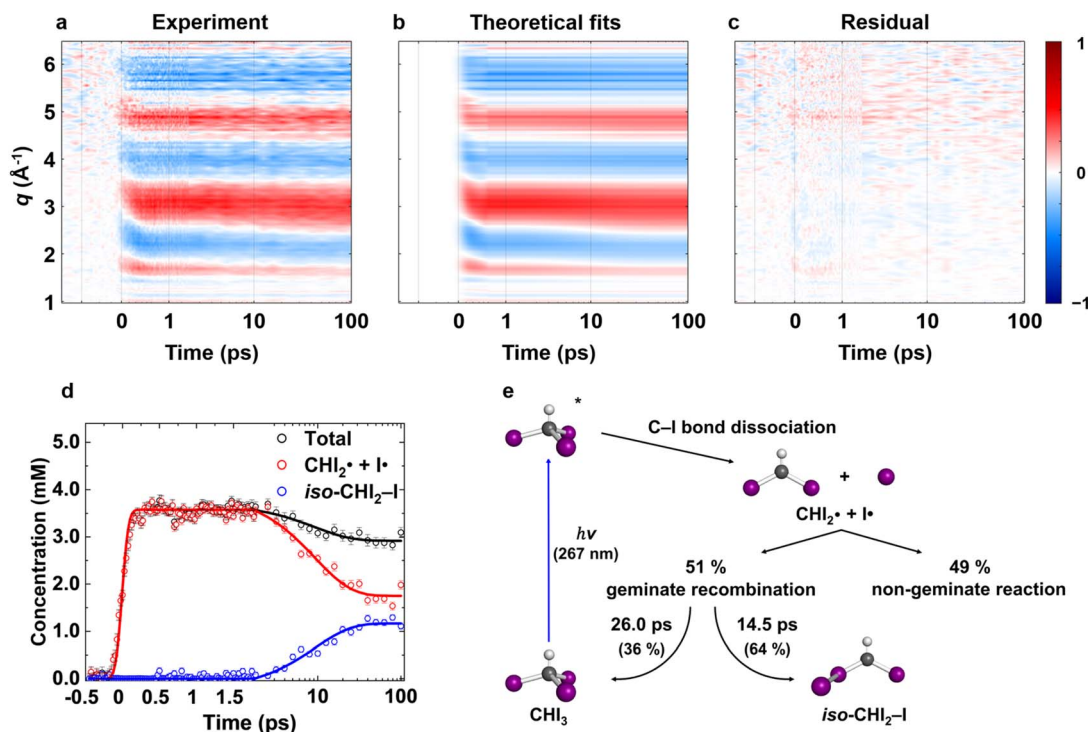 a Experiment
b Theoretical fits
c Residual
q (Å⁻¹)
6
5
4
3
2
1
0 1 10 100
Time (ps)
0 1 10 100
Time (ps)
0 1 10 100
Time (ps)
1
0
−1
d
Concentration (mM)
5.0
4.0
3.0
2.0
1.0
0.0
Total
CHI₂• + I•
iso-CHI₂–I
-0.5 0 0.5 1 1.5 10 100
Time (ps)
e
*
C–I bond dissociation
+
CHI₂• + I•
hν
(267 nm)
51 %
geminate recombination
49 %
non-geminate reaction
26.0 ps
(36 %)
14.5 ps
(64 %)
CHI₃
iso-CHI₂–I